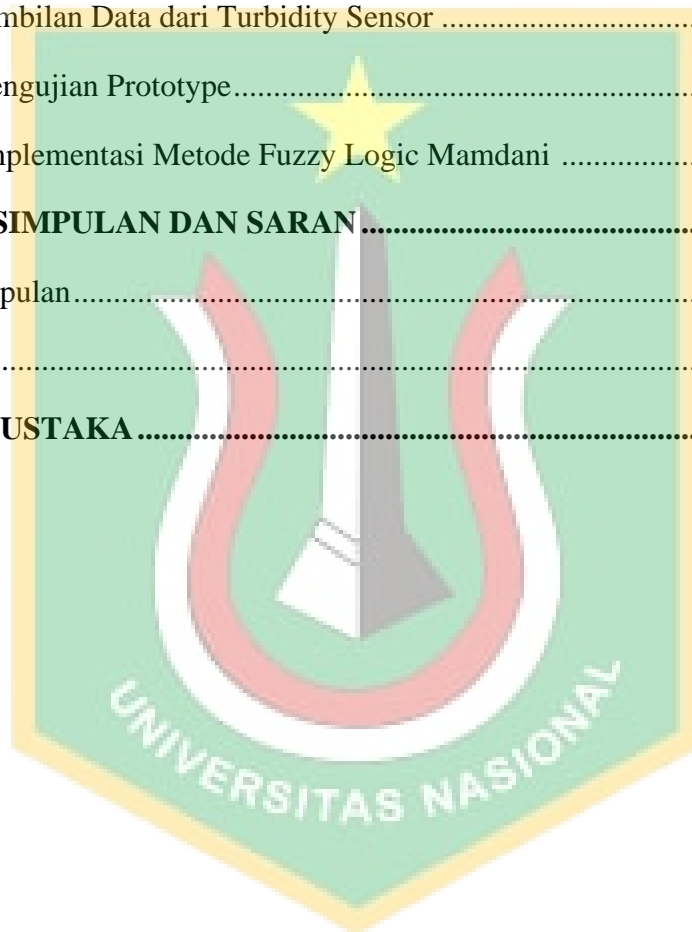 mbilan Data dari Turbidity Sensor ................................
engujian Prototype.........................................................
nplementasi Metode Fuzzy Logic Mamdani .................
SIMPULAN DAN SARAN..........................................
pulan...............................................................................
........................................................................................
USTAKA......................................................................
UNIVERSITAS NASIONAL